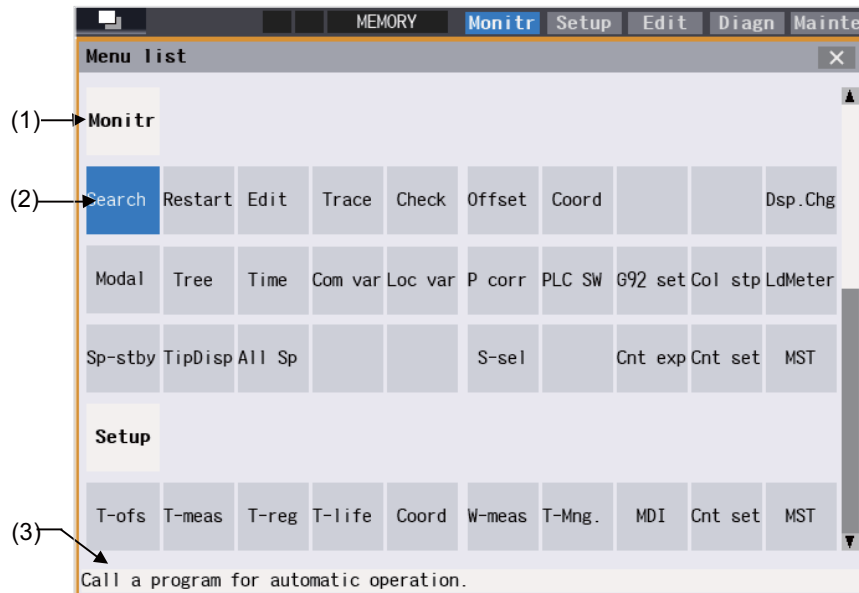 MEMORY Monitr Setup Edit Diagn Mainte
Menu list
(1) Monitr
(2) Search Restart Edit Trace Check Offset Coord Dsp.Chg
Modal Tree Time Com var Loc var P corr PLC SW G92 set Col stp LdMeter
Sp-stby TipDisp All Sp S-sel Cnt exp Cnt set MST
Setup
T-ofs T-meas T-reg T-life Coord W-meas T-Mng. MDI Cnt set MST
(3)
Call a program for automatic operation.